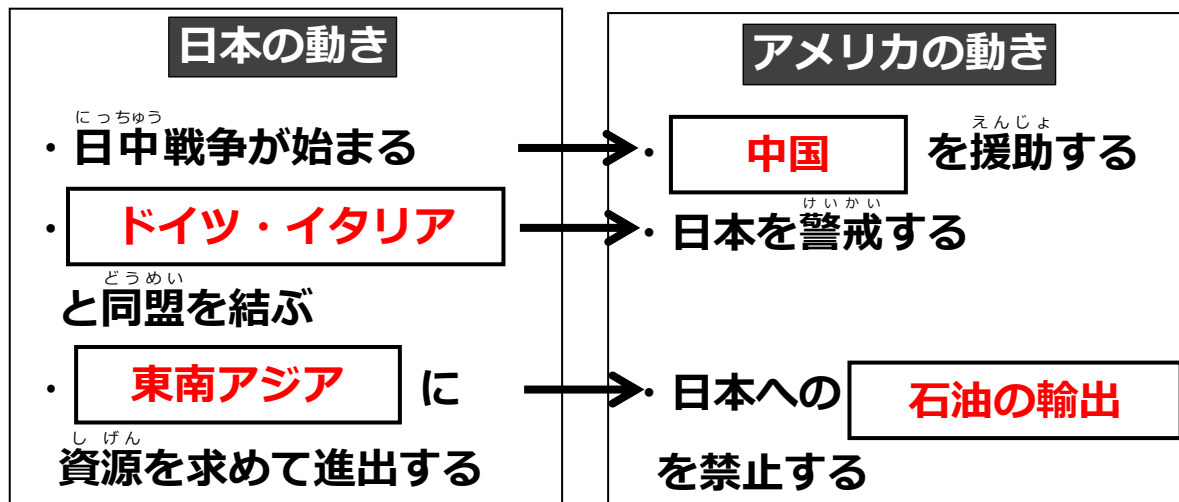 日本の動き
にっちゅう
・日中戦争が始まる
・ドイツ・イタリア
どうめい
と同盟を結ぶ
・東南アジア に
しげん
資源を求めて進出する
アメリカの動き
えんじょ
・中国 を援助する
けいかい
・日本を警戒する
・日本への 石油の輸出
を禁止する